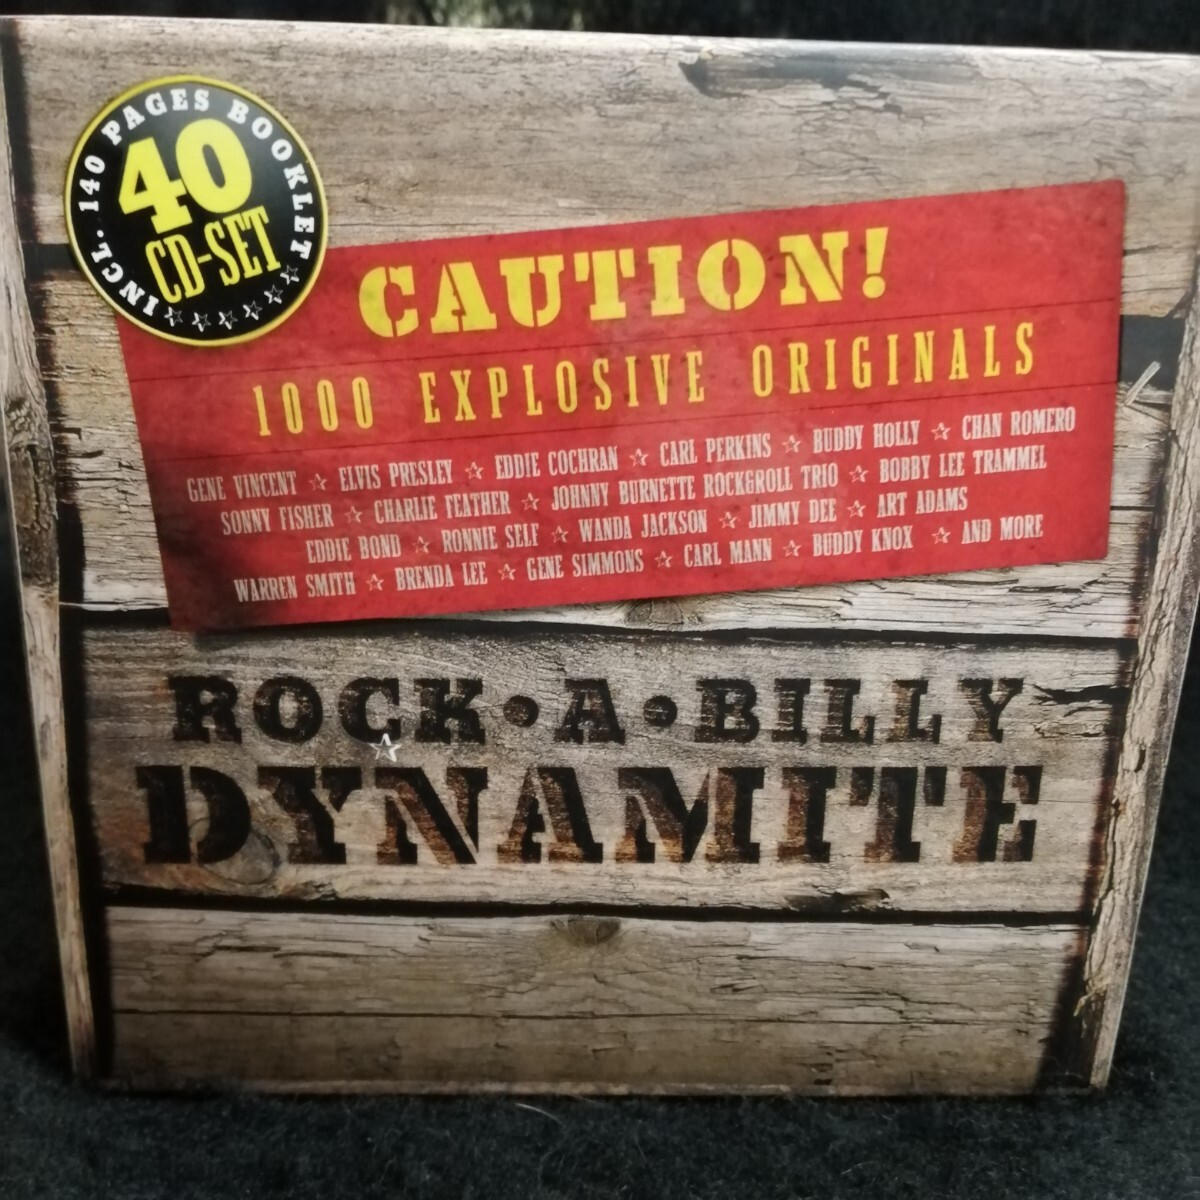 INCL. 140 PAGES BOOKLET
40
CD-SET
CAUTION!
1000 EXPLOSIVE ORIGINALS
GENE VINCENT ☆ ELVIS PRESLEY ☆ EDDIE COCHRAN ☆ CARL PERKINS ☆ BUDDY HOLLY ☆ CHAN ROMERO
SONNY FISHER ☆ CHARLIE FEATHER ☆ JOHNNY BURNETTE ROCK&ROLL TRIO ☆ BOBBY LEE TRAMMEL
EDDIE BOND ☆ RONNIE SELF ☆ WANDA JACKSON ☆ JIMMY DEE ☆ ART ADAMS
WARREN SMITH ☆ BRENDA LEE ☆ GENE SIMMONS ☆ CARL MANN ☆ BUDDY KNOX ☆ AND MORE
ROCK•A•BILLY
DYNAMITE